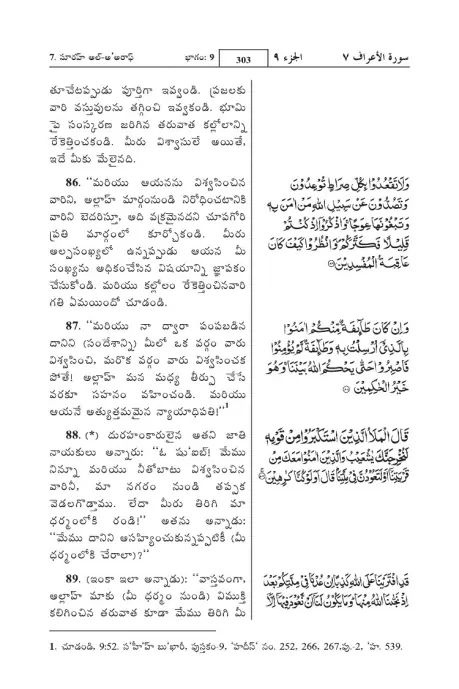 7. సూరహ్ అల్-అ'అరాఫ్ భాగం: 9 303 الجزء ٩ سورة الأعراف ٧
తూచేటప్పుడు పూర్తిగా ఇవ్వండి. ప్రజలకు
వారి వస్తువులను తగ్గించి ఇవ్వకండి. భూమి
పై సంస్కరణ జరిగిన తరువాత కల్లోలాన్ని
రేకెత్తించకండి. మీరు విశ్వాసులే అయితే,
ఇదే మీకు మేలైనది.
86. "మరియు ఆయనను విశ్వసించిన
వారిని, అల్లాహ్ మార్గంనుండి నిరోధించటానికి
వారిని బెదరిస్తూ, అది వక్రమైనదని చూపగోరి
ప్రతి మార్గంలో కూర్చోకండి. మీరు
అల్పసంఖ్యలో ఉన్నప్పుడు ఆయన మీ
సంఖ్యను అధికంచేసిన విషయాన్ని జ్ఞాపకం
చేసుకోండి. మరియు కల్లోలం రేకెత్తించినవారి
గతి ఏమయిందో చూడండి.
وَلَا تَقْعُدُوا بِكُلِّ صِرَاطٍ تُوعِدُونَ
وَتَصُدُّونَ عَنْ سَبِيلِ اللَّهِ مَنْ آمَنَ بِهِ
وَتَبْغُونَهَا عِوَجًا وَاذْكُرُوا إِذْ كُنْتُمْ
قَلِيلًا فَكَثَّرَكُمْ وَانْظُرُوا كَيْفَ كَانَ
عَاقِبَةُ الْمُفْسِدِينَ ۝
87. "మరియు నా ద్వారా పంపబడిన
దానిని (సందేశాన్ని) మీలో ఒక వర్గం వారు
విశ్వసించి, మరొక వర్గం వారు విశ్వసించక
పోతే! అల్లాహ్ మన మధ్య తీర్పు చేసే
వరకూ సహనం వహించండి. మరియు
ఆయనే అత్యుత్తమమైన న్యాయాధిపతి!"1
وَإِنْ كَانَ طَائِفَةٌ مِنْكُمْ آمَنُوا
بِالَّذِي أُرْسِلْتُ بِهِ وَطَائِفَةٌ لَمْ يُؤْمِنُوا
فَاصْبِرُوا حَتَّى يَحْكُمَ اللَّهُ بَيْنَنَا وَهُوَ
خَيْرُ الْحَاكِمِينَ ۝
88. (*) దురహంకారులైన అతని జాతి
నాయకులు అన్నారు: "ఓ షు'ఐబ్! మేము
నిన్నూ మరియు నీతోబాటు విశ్వసించిన
వారినీ, మా నగరం నుండి తప్పక
వెడలగొడ్తాము. లేదా మీరు తిరిగి మా
ధర్మంలోకి రండి!" అతను అన్నాడు:
"మేము దానిని అసహ్యించుకున్నప్పటికీ (మీ
ధర్మంలోకి చేరాలా)?"
قَالَ الْمَلَأُ الَّذِينَ اسْتَكْبَرُوا مِنْ قَوْمِهِ
لَنُخْرِجَنَّكَ يَا شُعَيْبُ وَالَّذِينَ آمَنُوا مَعَكَ مِنْ
قَرْيَتِنَا أَوْ لَتَعُودُنَّ فِي مِلَّتِنَا قَالَ أَوَلَوْ كُنَّا كَارِهِينَ ۝
89. (ఇంకా ఇలా అన్నాడు): "వాస్తవంగా,
అల్లాహ్ మాకు (మీ ధర్మం నుండి) విముక్తి
కలిగించిన తరువాత కూడా మేము తిరిగి మీ
قَدِ افْتَرَيْنَا عَلَى اللَّهِ كَذِبًا إِنْ عُدْنَا فِي مِلَّتِكُمْ بَعْدَ
إِذْ نَجَّانَا اللَّهُ مِنْهَا وَمَا يَكُونُ لَنَا أَنْ نَعُودَ فِيهَا إِلَّا
1. చూడండి, 9:52. స'హీ'హ్ బు'ఖారీ, పుస్తకం-9, 'హదీస్' నం. 252, 266, 267,పు.-2, 'హ. 539.